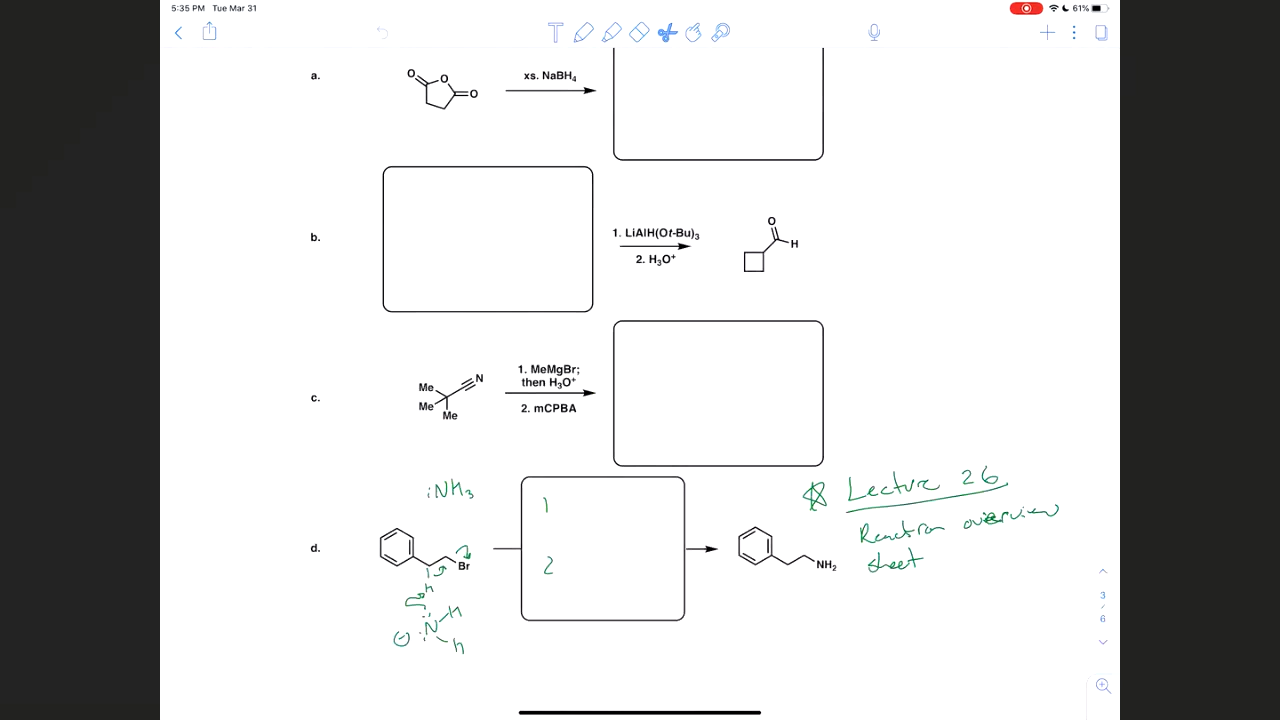 5:35 PM Tue Mar 31
61%
a.
O
O
O
xs. NaBH₄
b.
1. LiAlH(Ot-Bu)₃
2. H₃O⁺
O
H
c.
Me
Me
Me
N
1. MeMgBr;
then H₃O⁺
2. mCPBA
:NH₃
1
2
Lecture 26
Reaction overview
sheet
d.
Br
H
NH₂
⊖ :N
H
H
3
/
6